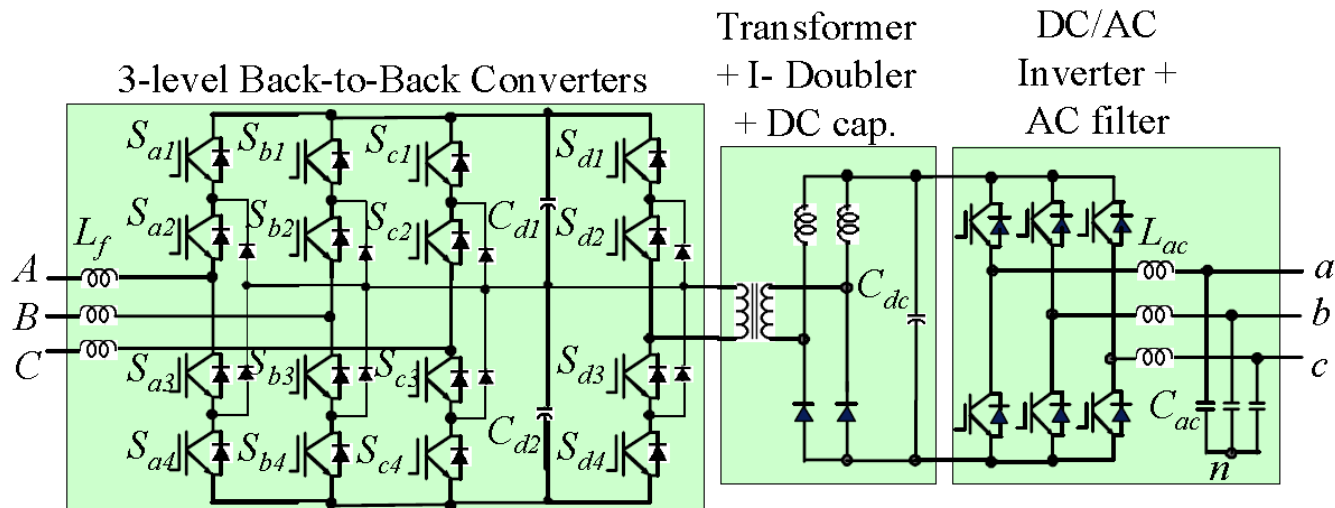 3-level Back-to-Back Converters
Transformer
+ I- Doubler
+ DC cap.
DC/AC
Inverter +
AC filter
Sa1
Sb1
Sc1
Sd1
Sa2
Sb2
Sc2
Cd1
Sd2
Lf
A
B
C
Sa3
Sb3
Sc3
Sd3
Sa4
Sb4
Sc4
Cd2
Sd4
Cdc
Lac
a
b
c
Cac
n